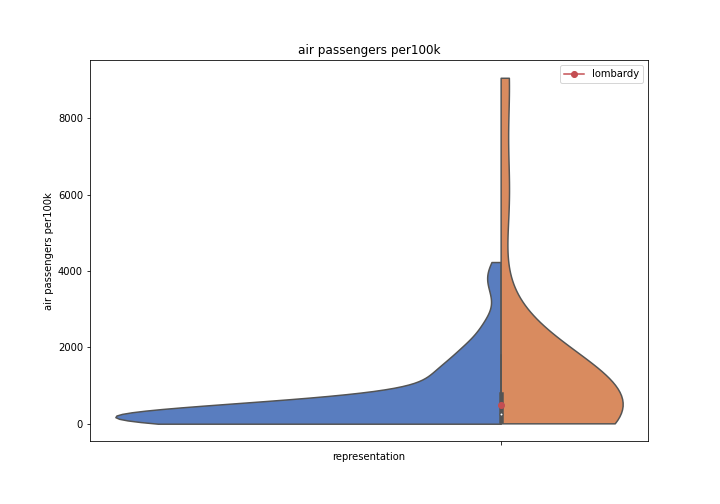 air passengers per100k
lombardy
8000
6000
4000
2000
0
air passengers per100k
representation